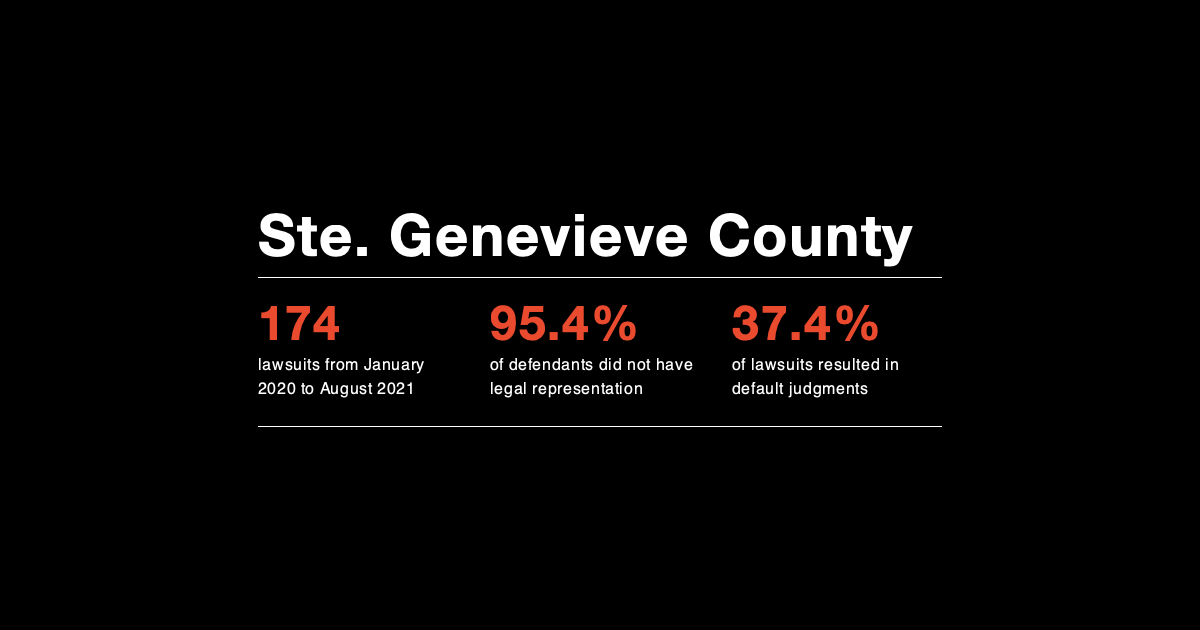 Ste. Genevieve County
174
lawsuits from January
2020 to August 2021
95.4%
of defendants did not have
legal representation
37.4%
of lawsuits resulted in
default judgments